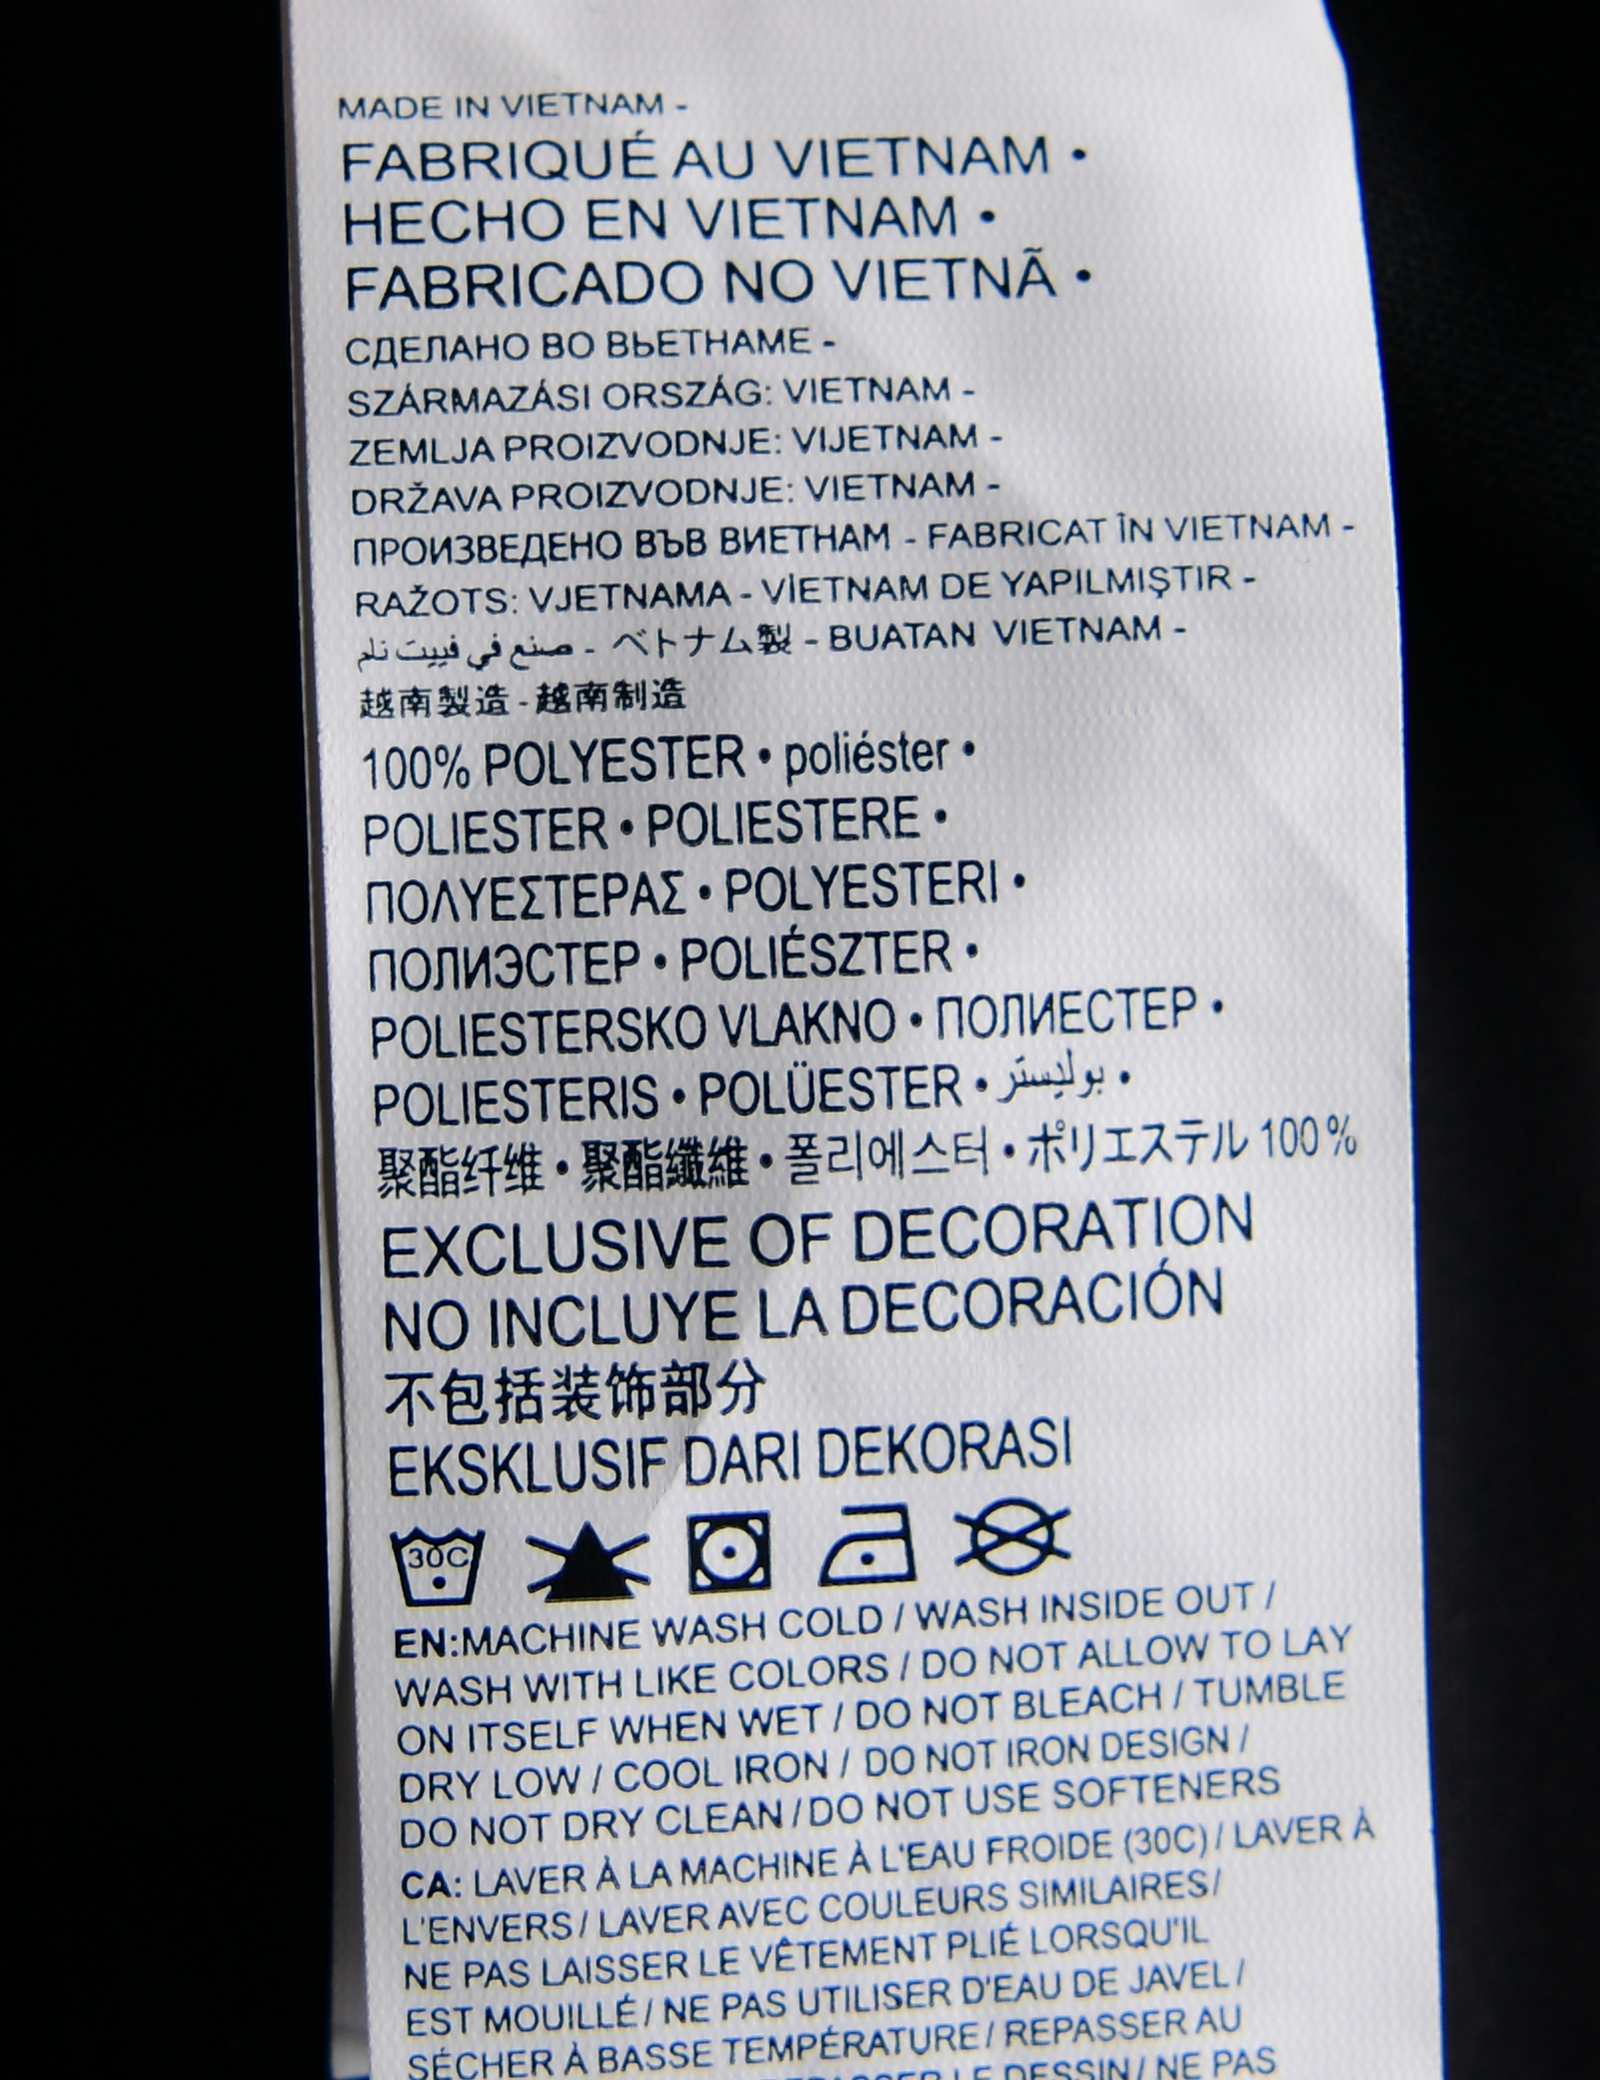 MADE IN VIETNAM -
FABRIQUÉ AU VIETNAM •
HECHO EN VIETNAM •
FABRICADO NO VIETNÃ •
СДЕЛАНО ВО ВЬЕТНАМЕ -
SZÁRMAZÁSI ORSZÁG: VIETNAM -
ZEMLJA PROIZVODNJE: VIJETNAM -
DRŽAVA PROIZVODNJE: VIETNAM -
ПРОИЗВЕДЕНО ВЪВ ВИЕТНАМ - FABRICAT ÎN VIETNAM -
RAŽOTS: VJETNAMA - VİETNAM DE YAPILMIŞTIR -
صنع في فييت نام - ベトナム製 - BUATAN VIETNAM -
越南製造 - 越南制造
100% POLYESTER • poliéster •
POLIESTER • POLIESTERE •
ΠΟΛΥΕΣΤΕΡΑΣ • POLYESTERI •
ПОЛИЭСТЕР • POLIÉSZTER •
POLIESTERSKO VLAKNO • ПОЛИЕСТЕР •
POLIESTERIS • POLÜESTER • بوليستر •
聚酯纤维 • 聚酯纖維 • 폴리에스터 • ポリエステル 100%
EXCLUSIVE OF DECORATION
NO INCLUYE LA DECORACIÓN
不包括装饰部分
EKSKLUSIF DARI DEKORASI
30C
EN:MACHINE WASH COLD / WASH INSIDE OUT /
WASH WITH LIKE COLORS / DO NOT ALLOW TO LAY
ON ITSELF WHEN WET / DO NOT BLEACH / TUMBLE
DRY LOW / COOL IRON / DO NOT IRON DESIGN /
DO NOT DRY CLEAN / DO NOT USE SOFTENERS
CA: LAVER À LA MACHINE À L'EAU FROIDE (30C) / LAVER À
L'ENVERS / LAVER AVEC COULEURS SIMILAIRES /
NE PAS LAISSER LE VÊTEMENT PLIÉ LORSQU'IL
EST MOUILLÉ / NE PAS UTILISER D'EAU DE JAVEL /
SÉCHER À BASSE TEMPÉRATURE / REPASSER AU
LE DESSIN / NE PAS